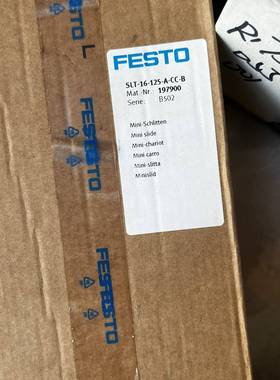 FESTO
SLT-16-125-A-CC-B
Mat.-Nr.: 197900
Serie: B502
Mini-Schlitten
Mini slide
Mini-chariot
Mini carro
Mini-slitta
Minislid
L
FESTO
FESTO
FESTO